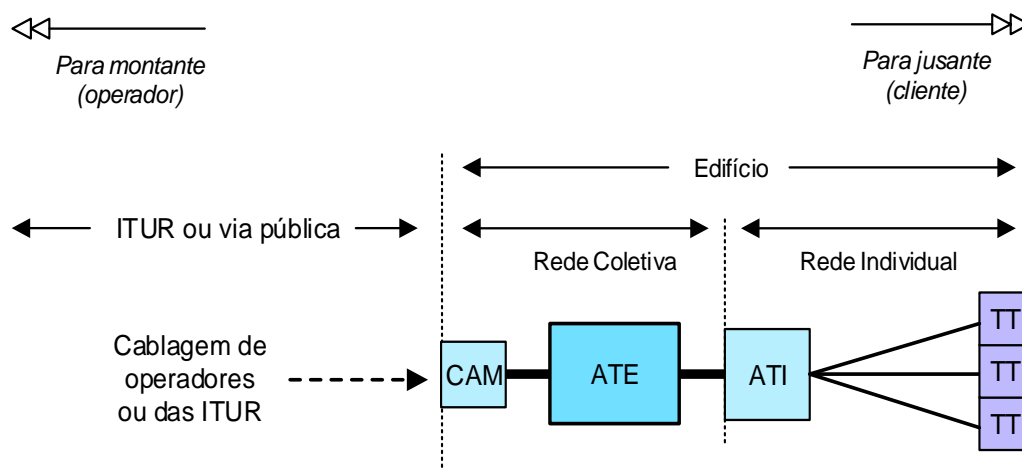 Para montante
(operador)
Para jusante
(cliente)
Edifício
ITUR ou via pública
Rede Coletiva
Rede Individual
Cablagem de
operadores
ou das ITUR
CAM
ATE
ATI
TT
TT
TT